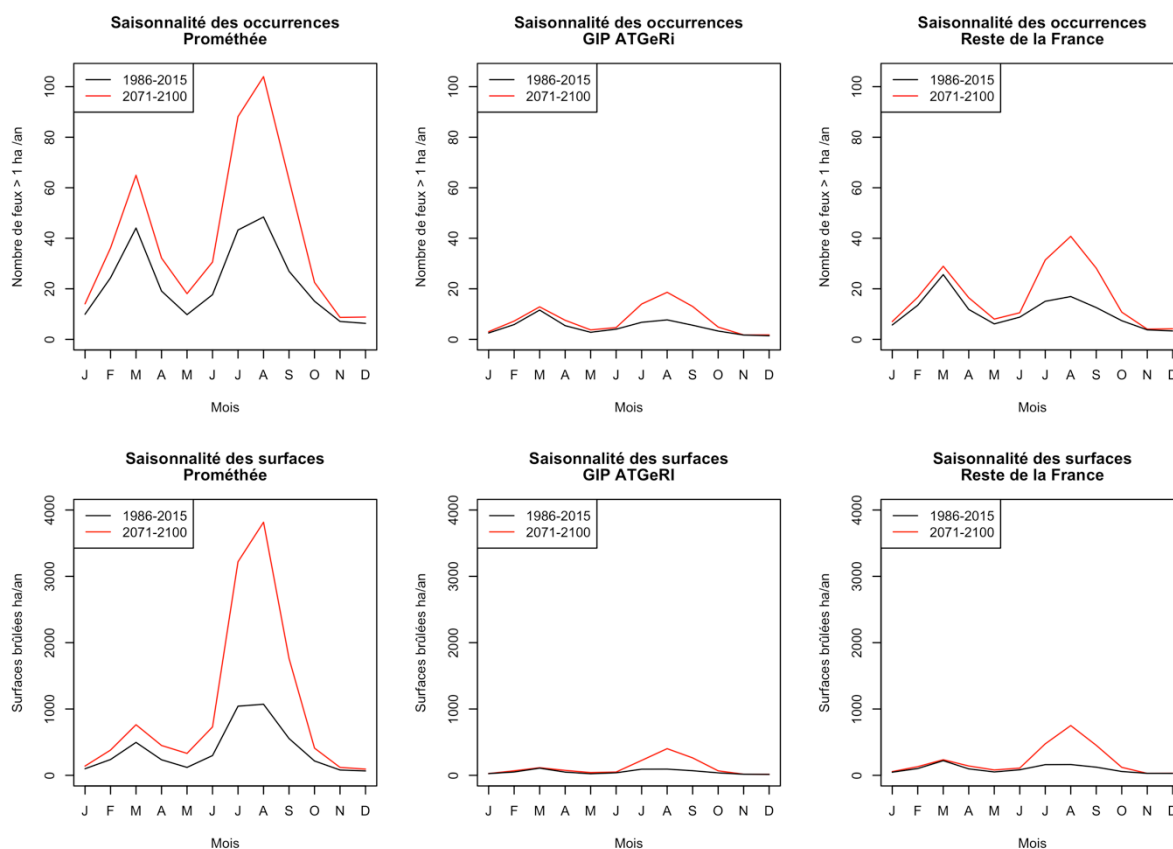 Saisonnalité des occurrences
Prométhée
1986-2015
2071-2100
Nombre de feux > 1 ha /an
100
80
60
40
20
0
J F M A M J J A S O N D
Mois
Saisonnalité des occurrences
GIP ATGeRi
1986-2015
2071-2100
Nombre de feux > 1 ha /an
100
80
60
40
20
0
J F M A M J J A S O N D
Mois
Saisonnalité des occurrences
Reste de la France
1986-2015
2071-2100
Nombre de feux > 1 ha /an
100
80
60
40
20
0
J F M A M J J A S O N D
Mois
Saisonnalité des surfaces
Prométhée
1986-2015
2071-2100
Surfaces brûlées ha/an
4000
3000
2000
1000
0
J F M A M J J A S O N D
Mois
Saisonnalité des surfaces
GIP ATGeRI
1986-2015
2071-2100
Surfaces brûlées ha/an
4000
3000
2000
1000
0
J F M A M J J A S O N D
Mois
Saisonnalité des surfaces
Reste de la France
1986-2015
2071-2100
Surfaces brûlées ha/an
4000
3000
2000
1000
0
J F M A M J J A S O N D
Mois